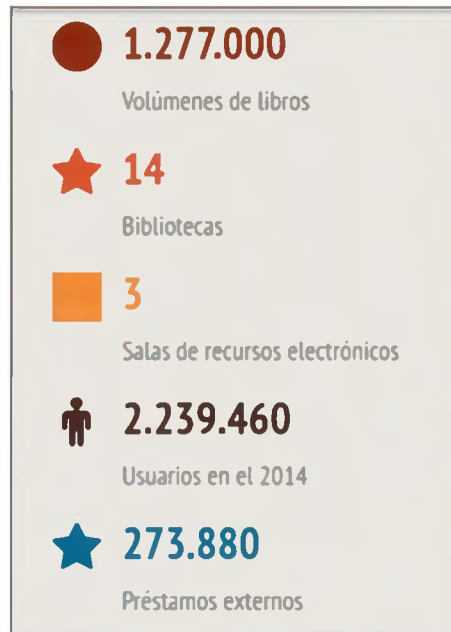 1.277.000
Volúmenes de libros
14
Bibliotecas
3
Salas de recursos electrónicos
2.239.460
Usuarios en el 2014
273.880
Préstamos externos